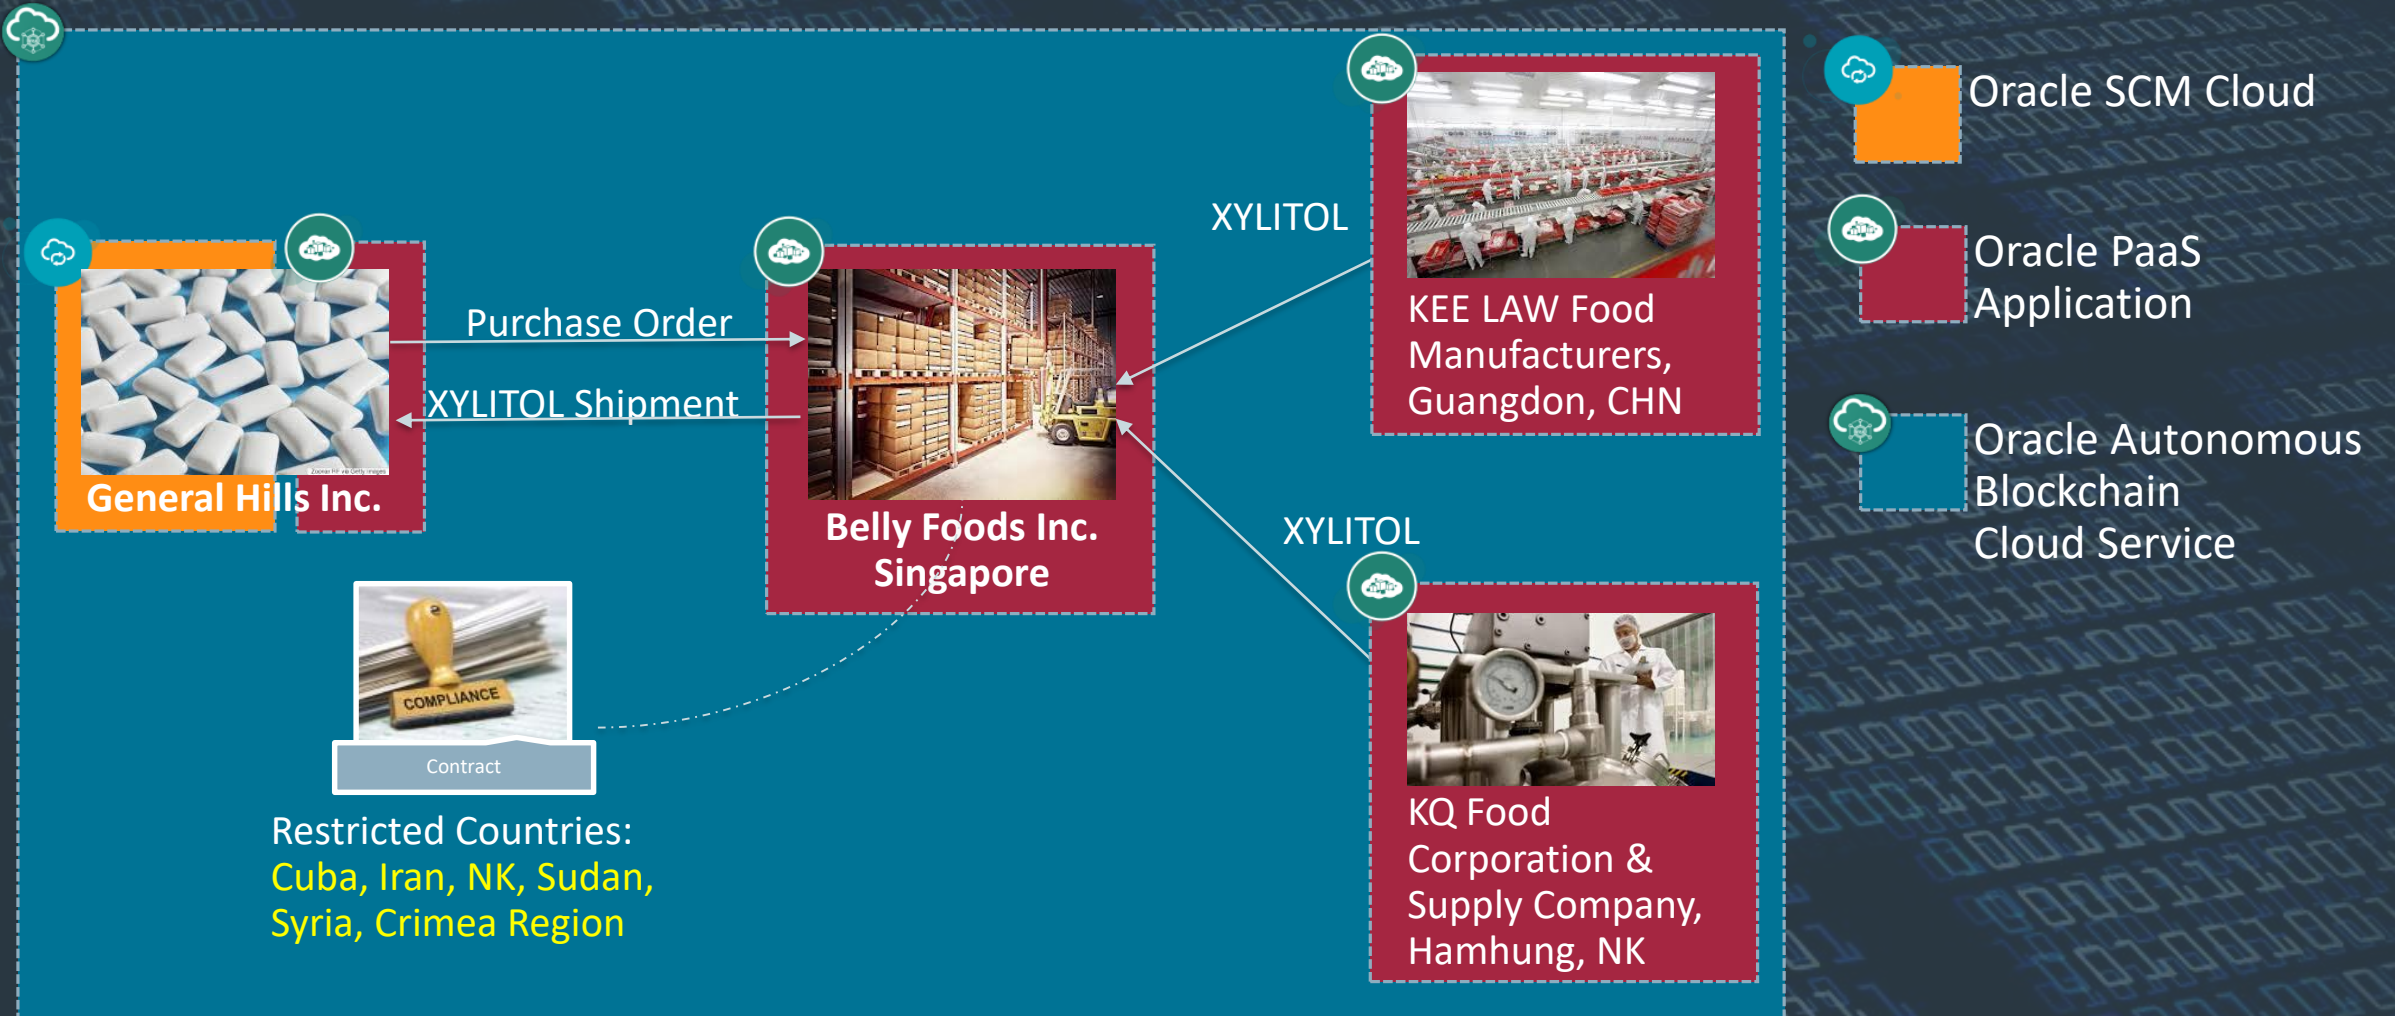 Purchase Order
XYLITOL Shipment
General Hills Inc.
Belly Foods Inc.
Singapore
XYLITOL
KEE LAW Food
Manufacturers,
Guangdon, CHN
XYLITOL
KQ Food
Corporation &
Supply Company,
Hamhung, NK
COMPLIANCE
Contract
Restricted Countries:
Cuba, Iran, NK, Sudan,
Syria, Crimea Region
Oracle SCM Cloud
Oracle PaaS
Application
Oracle Autonomous
Blockchain
Cloud Service